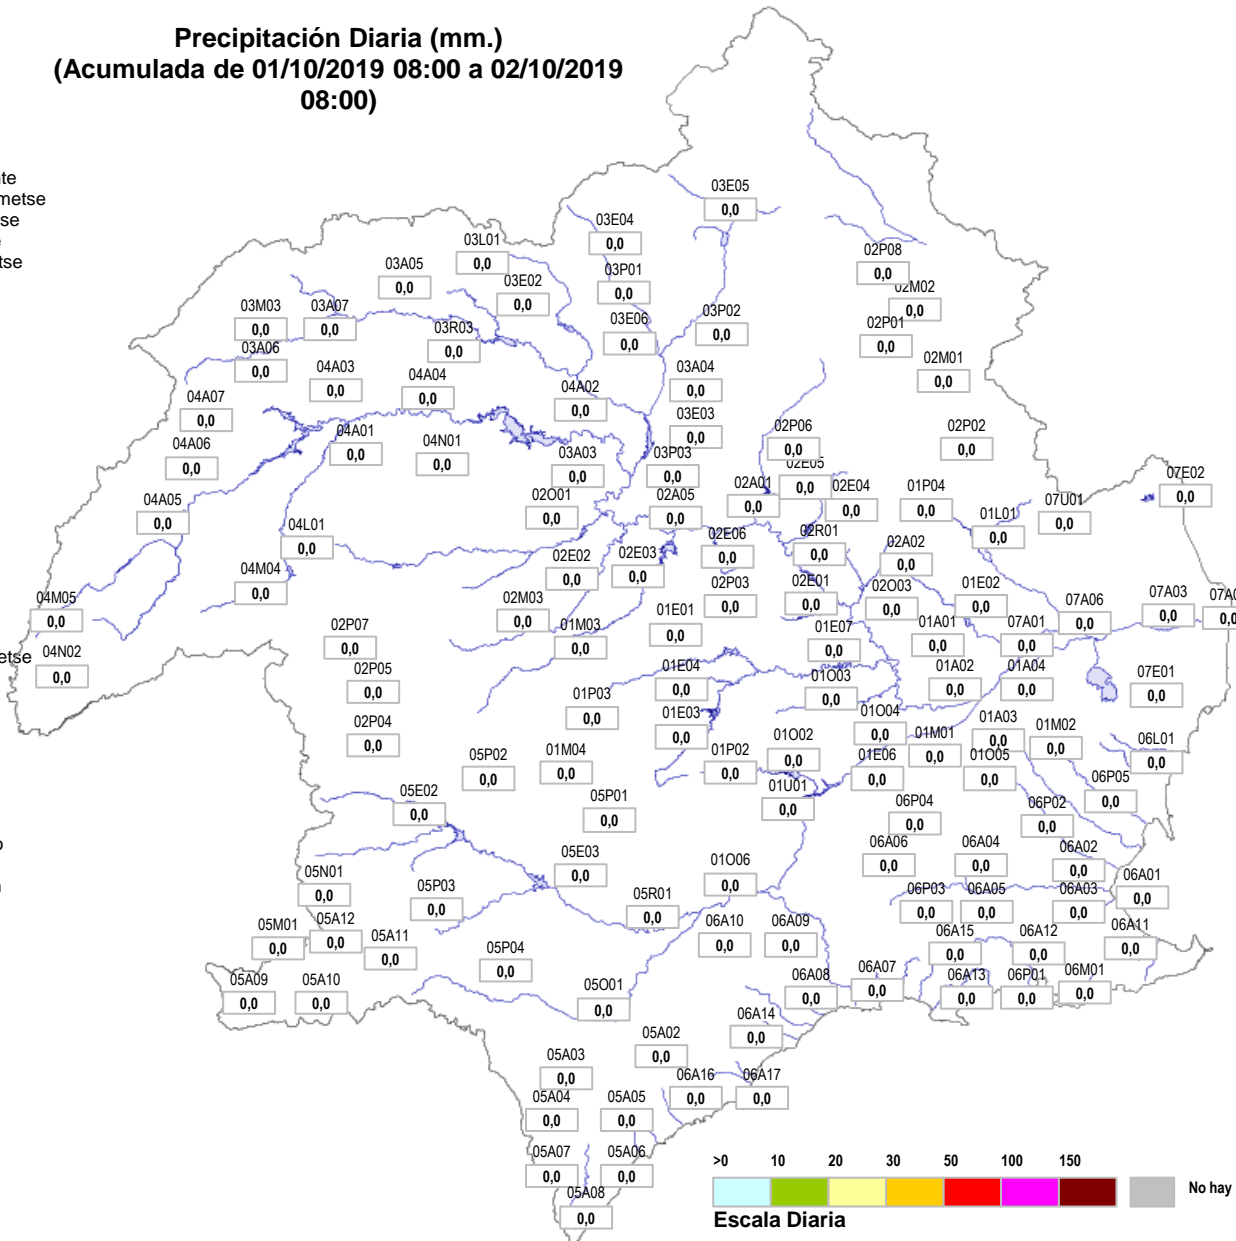 Precipitación Diaria (mm.)
(Acumulada de 01/10/2019 08:00 a 02/10/2019
08:00)
03E05
0,0
03E04
0,0
03L01
0,0
02P08
0,0
03A05
0,0
03P01
0,0
03E02
0,0
02M02
0,0
03M03
0,0
03A07
0,0
03R03
0,0
03E06
0,0
03P02
0,0
02P01
0,0
03A06
0,0
04A03
0,0
04A04
0,0
03A04
0,0
02M01
0,0
04A07
0,0
04A02
0,0
03E03
0,0
04A06
0,0
04A01
0,0
04N01
0,0
03A03
0,0
03P03
0,0
02P06
0,0
02P02
0,0
02E05
0,0
07E02
0,0
04A05
0,0
02O01
0,0
02A05
0,0
02A01
0,0
02E04
0,0
01P04
0,0
07U01
0,0
01L01
0,0
04L01
0,0
02E02
0,0
02E03
0,0
02E06
0,0
02R01
0,0
02A02
0,0
04M04
0,0
04M05
0,0
02M03
0,0
02P03
0,0
02E01
0,0
02O03
0,0
01E02
0,0
07A06
0,0
07A03
0,0
07A0
0,0
02P07
0,0
01M03
0,0
01E01
0,0
01E07
0,0
01A01
0,0
07A01
0,0
04N02
0,0
02P05
0,0
01E04
0,0
01O03
0,0
01A02
0,0
01A04
0,0
07E01
0,0
01P03
0,0
02P04
0,0
01E03
0,0
01O04
0,0
01A03
0,0
01M02
0,0
01M01
0,0
01O02
0,0
06L01
0,0
05P02
0,0
01M04
0,0
01P02
0,0
01E06
0,0
01O05
0,0
06P05
0,0
05E02
0,0
05P01
0,0
01U01
0,0
06P04
0,0
06P02
0,0
05E03
0,0
01O06
0,0
06A06
0,0
06A04
0,0
06A02
0,0
05N01
0,0
05P03
0,0
05R01
0,0
06P03
0,0
06A05
0,0
06A03
0,0
06A01
0,0
05M01
0,0
05A12
0,0
05A11
0,0
06A10
0,0
06A09
0,0
06A15
0,0
06A12
0,0
06A11
0,0
05P04
0,0
05A09
0,0
05A10
0,0
05O01
0,0
06A08
0,0
06A07
0,0
06A13
0,0
06P01
0,0
06M01
0,0
06A14
0,0
05A02
0,0
05A03
0,0
06A16
0,0
06A17
0,0
05A04
0,0
05A05
0,0
05A07
0,0
05A06
0,0
05A08
0,0
>0 10 20 30 50 100 150
No hay
Escala Diaria